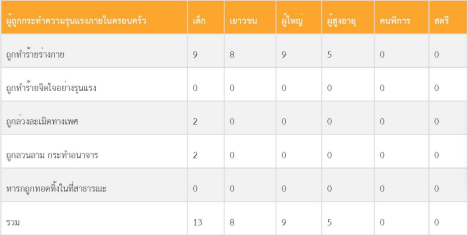 ผู้ถูกกระทำความรุนแรงภายในครอบครัว เด็ก เยาวชน ผู้ใหญ่ ผู้สูงอายุ คนพิการ สตรี
ถูกทำร้ายร่างกาย 9 8 9 5 0 0
ถูกทำร้ายจิตใจอย่างรุนแรง 0 0 0 0 0 0
ถูกล่วงละเมิดทางเพศ 2 0 0 0 0 0
ถูกลวนลาม กระทำอนาจาร 2 0 0 0 0 0
ทารกถูกทอดทิ้งในที่สาธารณะ 0 0 0 0 0 0
รวม 13 8 9 5 0 0